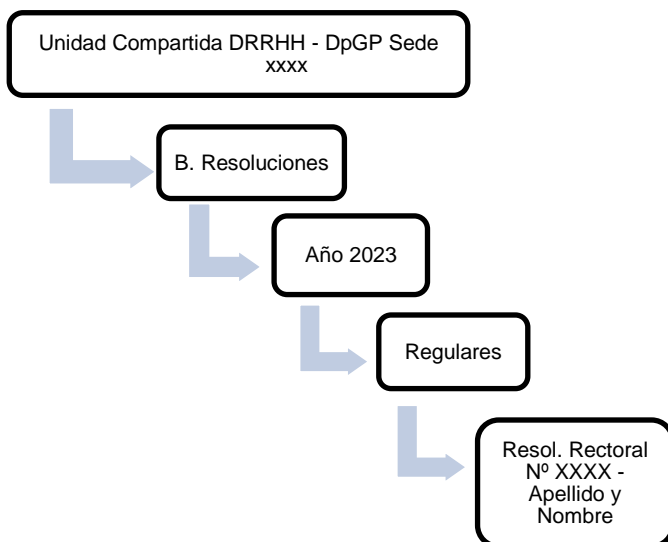 Unidad Compartida DRRHH - DpGP Sede
xxxx
B. Resoluciones
Año 2023
Regulares
Resol. Rectoral
Nº XXXX -
Apellido y
Nombre